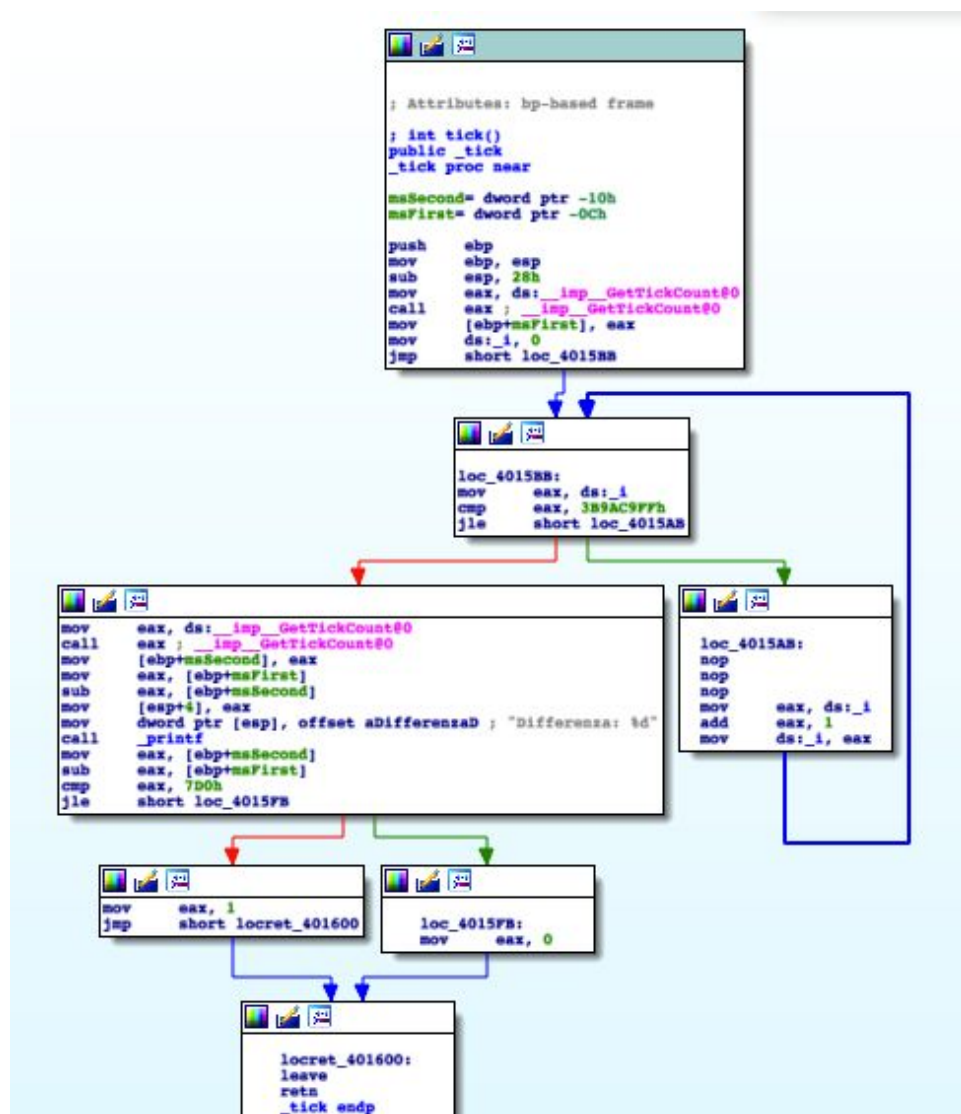 ; Attributes: bp-based frame
; int tick()
public _tick
_tick proc near
msSecond= dword ptr -10h
msFirst= dword ptr -0Ch
push ebp
mov ebp, esp
sub esp, 28h
mov eax, ds:__imp__GetTickCount@0
call eax ; __imp__GetTickCount@0
mov [ebp+msFirst], eax
mov ds:_i, 0
jmp short loc_4015BB
loc_4015BB:
mov eax, ds:_i
cmp eax, 3B9AC9FFh
jle short loc_4015AB
mov eax, ds:__imp__GetTickCount@0
call eax ; __imp__GetTickCount@0
mov [ebp+msSecond], eax
mov eax, [ebp+msFirst]
sub eax, [ebp+msSecond]
mov [esp+4], eax
mov dword ptr [esp], offset aDifferenzaD ; "Differenza: %d"
call _printf
mov eax, [ebp+msSecond]
sub eax, [ebp+msFirst]
cmp eax, 7D0h
jle short loc_4015FB
loc_4015AB:
nop
nop
nop
mov eax, ds:_i
add eax, 1
mov ds:_i, eax
mov eax, 1
jmp short locret_401600
loc_4015FB:
mov eax, 0
locret_401600:
leave
retn
_tick endp